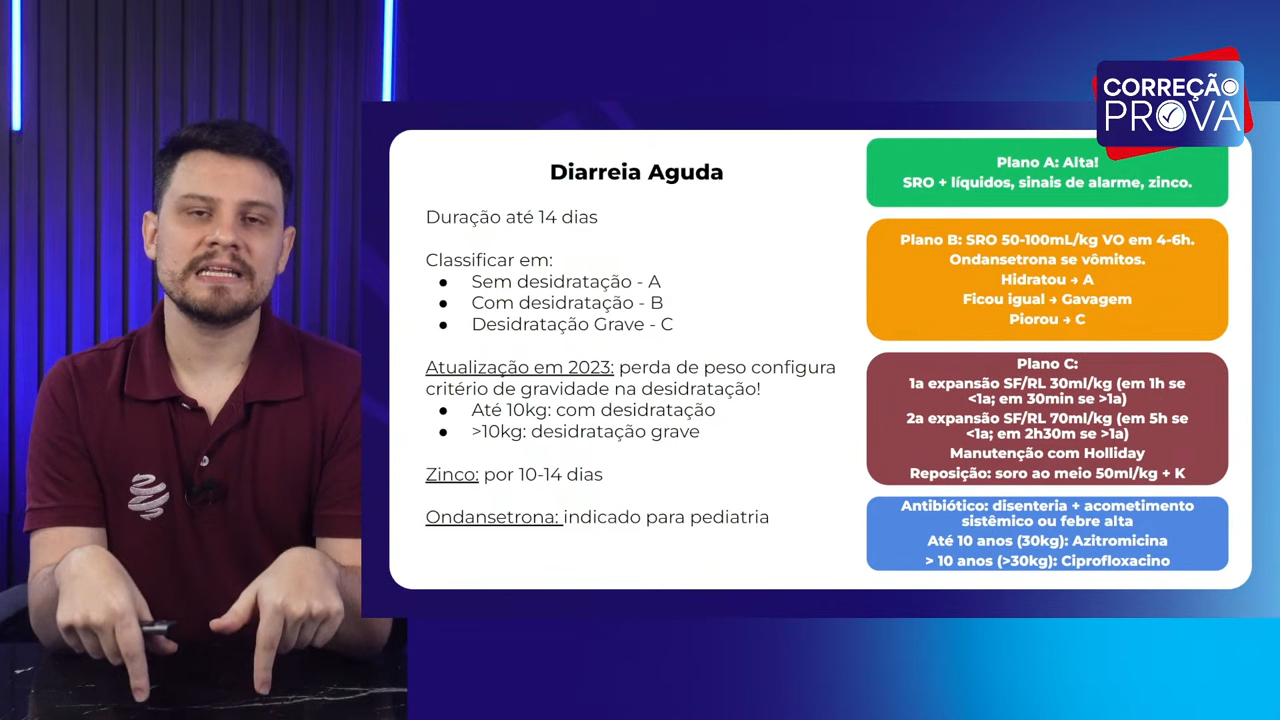 CORREÇÃO
PROVA
Diarreia Aguda
Duração até 14 dias
Classificar em:
● Sem desidratação - A
● Com desidratação - B
● Desidratação Grave - C
Atualização em 2023: perda de peso configura
critério de gravidade na desidratação!
● Até 10kg: com desidratação
● >10kg: desidratação grave
Zinco: por 10-14 dias
Ondansetrona: indicado para pediatria
Plano A: Alta!
SRO + líquidos, sinais de alarme, zinco.
Plano B: SRO 50-100mL/kg VO em 4-6h.
Ondansetrona se vômitos.
Hidratou → A
Ficou igual → Gavagem
Piorou → C
Plano C:
1a expansão SF/RL 30ml/kg (em 1h se
<1a; em 30min se >1a)
2a expansão SF/RL 70ml/kg (em 5h se
<1a; em 2h30m se >1a)
Manutenção com Holliday
Reposição: soro ao meio 50ml/kg + K
Antibiótico: disenteria + acometimento
sistêmico ou febre alta
Até 10 anos (30kg): Azitromicina
> 10 anos (>30kg): Ciprofloxacino